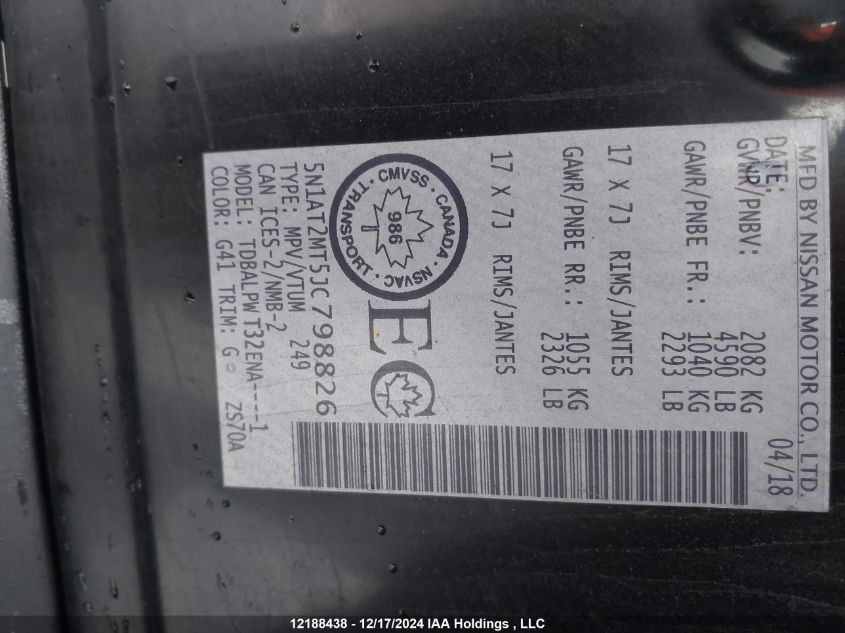 MFD BY NISSAN MOTOR CO., LTD.
DATE: 04/18
GVWR/PNBV: 2082 KG
4590 LB
GAWR/PNBE FR.: 1040 KG
2293 LB
17 X 7J RIMS/JANTES
GAWR/PNBE RR.: 1055 KG
2326 LB
17 X 7J RIMS/JANTES
CMVSS · CANADA · NSVAC · TRANSPORT ·
986
EC
5N1AT2MT5JC798826
TYPE: MPV/VTUM 249
CAN ICES-2/NMB-2
MODEL: TDBALPW T32ENA----1
COLOR: G41 TRIM: G ZS70A
12188438 - 12/17/2024 IAA Holdings , LLC